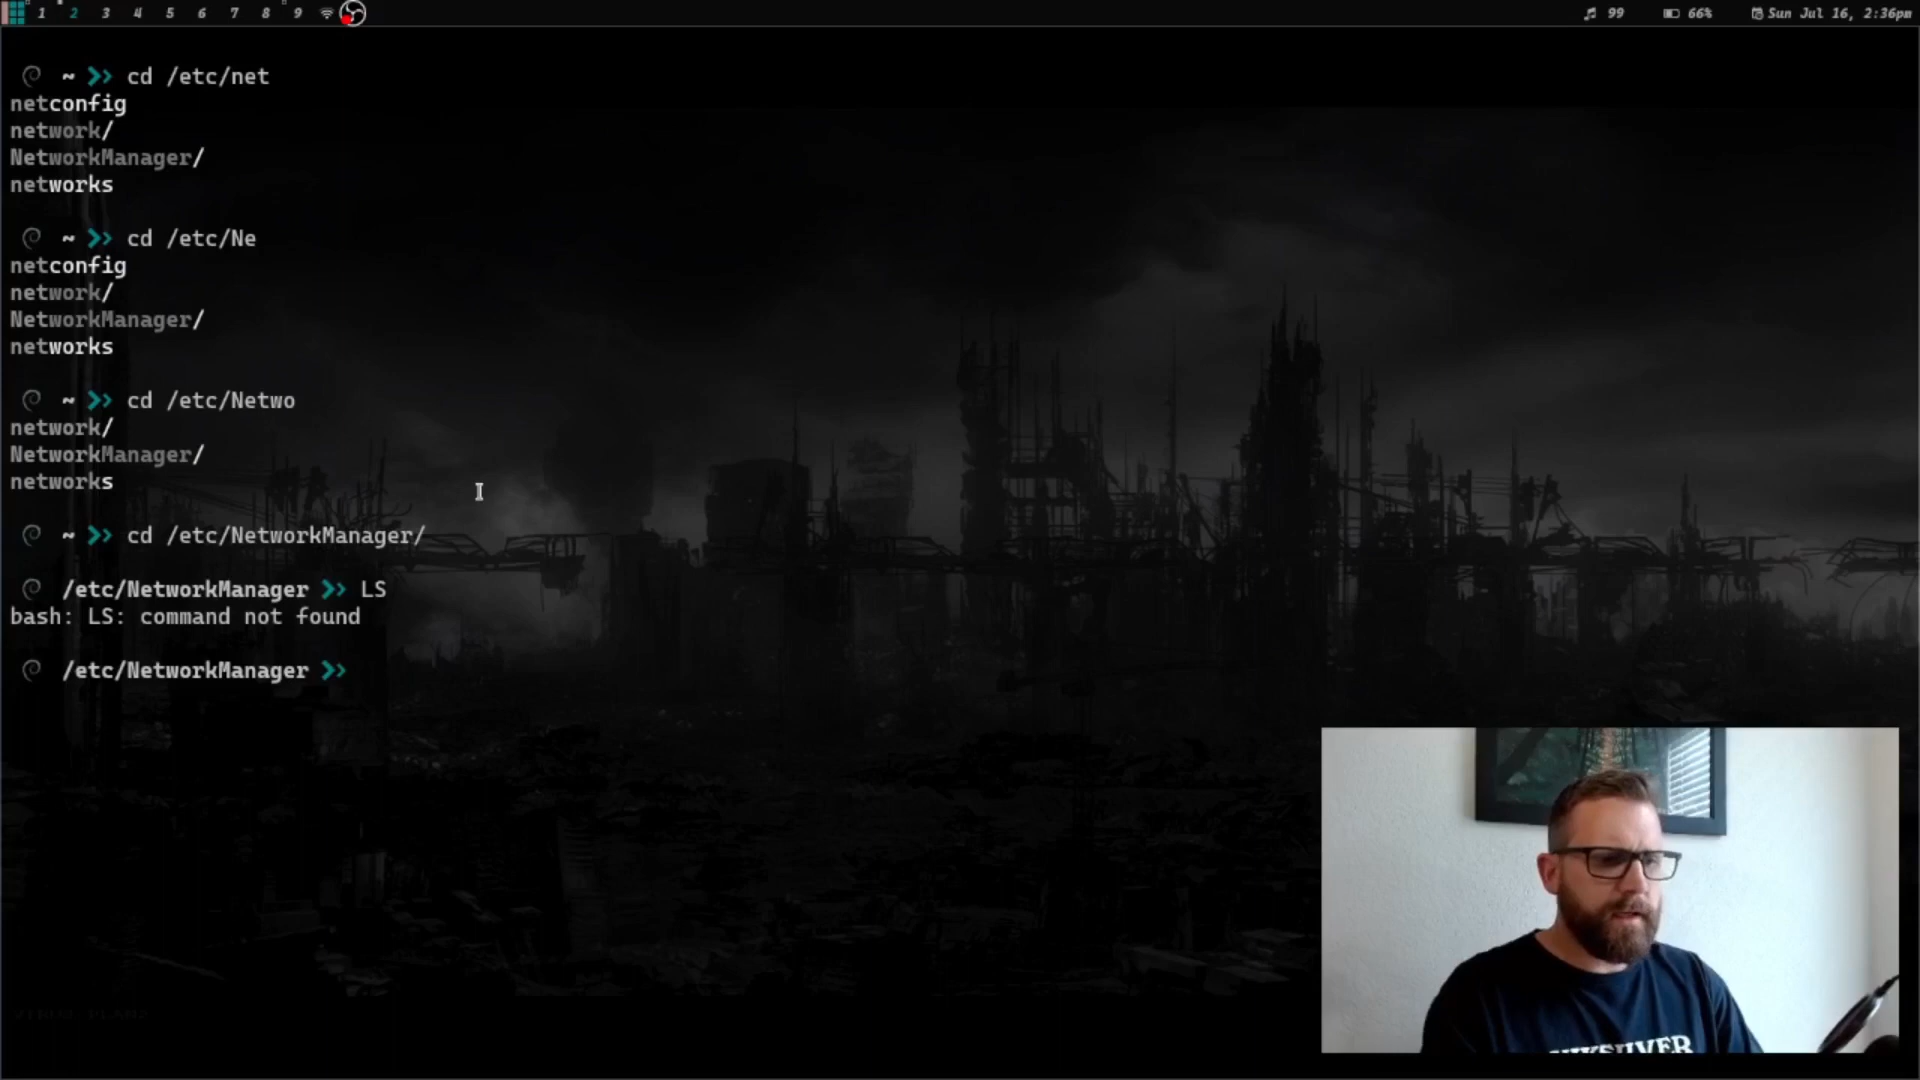 1 2 3 4 5 6 7 8 9 99 66% Sun Jul 16, 2:36pm
~ cd /etc/net
netconfig
network/
NetworkManager/
networks
~ cd /etc/Ne
netconfig
network/
NetworkManager/
networks
~ cd /etc/Netwo
network/
NetworkManager/
networks
~ cd /etc/NetworkManager/
/etc/NetworkManager LS
bash: LS: command not found
/etc/NetworkManager